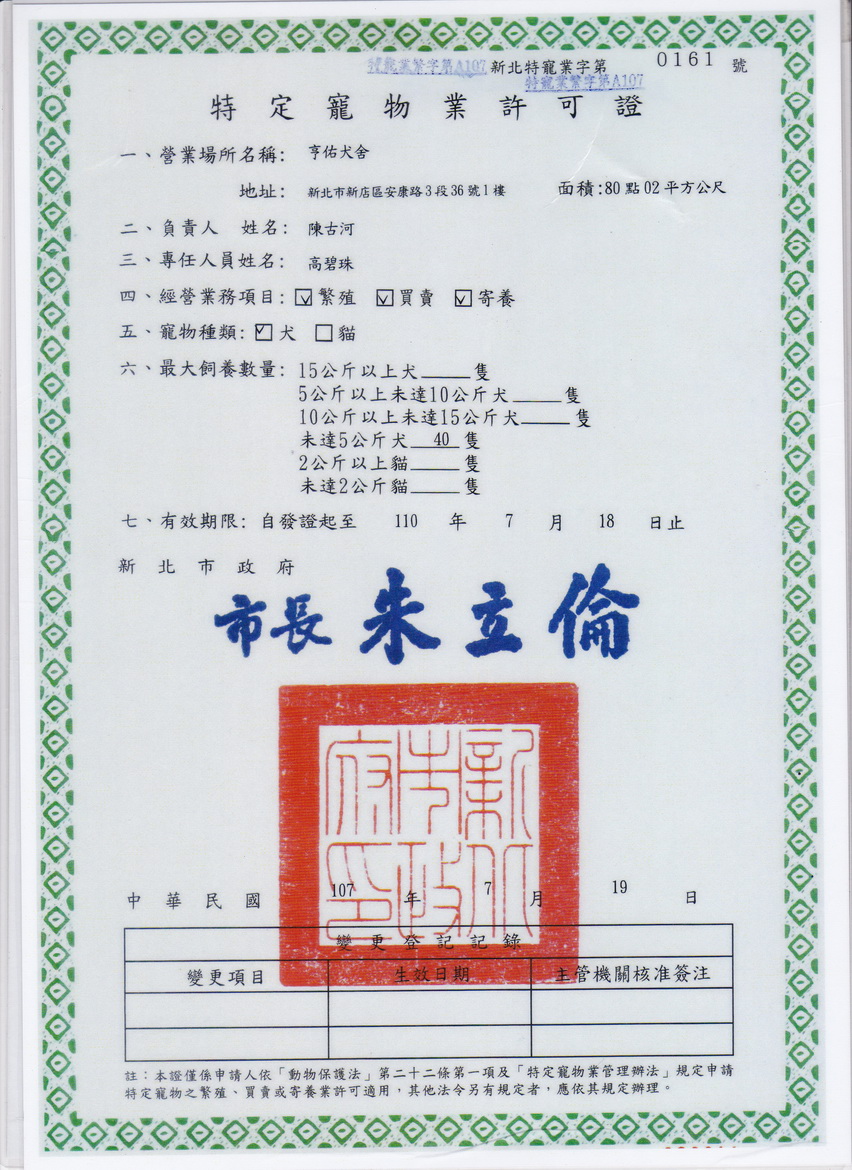 特寵業繁字第A107 新北特寵業字第 0161 號
特寵業繁字第A107
特定寵物業許可證
一、營業場所名稱： 亨佑犬舍
地址： 新北市新店區安康路3段36號1樓 面積:80點02平方公尺
二、負責人 姓名： 陳古河
三、專任人員姓名： 高碧珠
四、經營業務項目：☑繁殖 ☑買賣 ☑寄養
五、寵物種類：☑犬 □貓
六、最大飼養數量： 15公斤以上犬_____隻
5公斤以上未達10公斤犬_____隻
10公斤以上未達15公斤犬_____隻
未達5公斤犬__40_隻
2公斤以上貓_____隻
未達2公斤貓_____隻
七、有效期限：自發證起至 110 年 7 月 18 日止
新北市政府
市長 朱立倫
新北市政府印
中華民國 107 年 7 月 19 日
變更登記記錄
變更項目 生效日期 主管機關核准簽注
註：本證僅係申請人依「動物保護法」第二十二條第一項及「特定寵物業管理辦法」規定申請
特定寵物之繁殖、買賣或寄養業許可適用，其他法令另有規定者，應依其規定辦理。